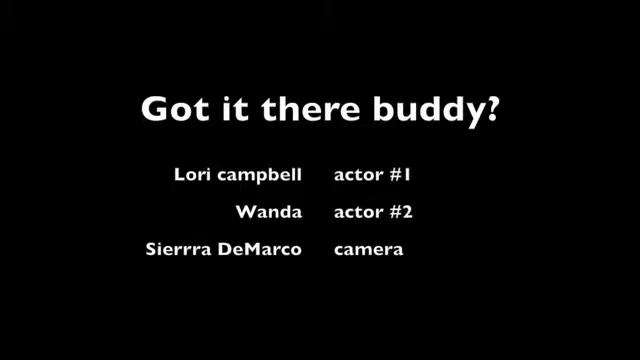 Got it there buddy?
Lori campbell actor #1
Wanda actor #2
Sierrra DeMarco camera